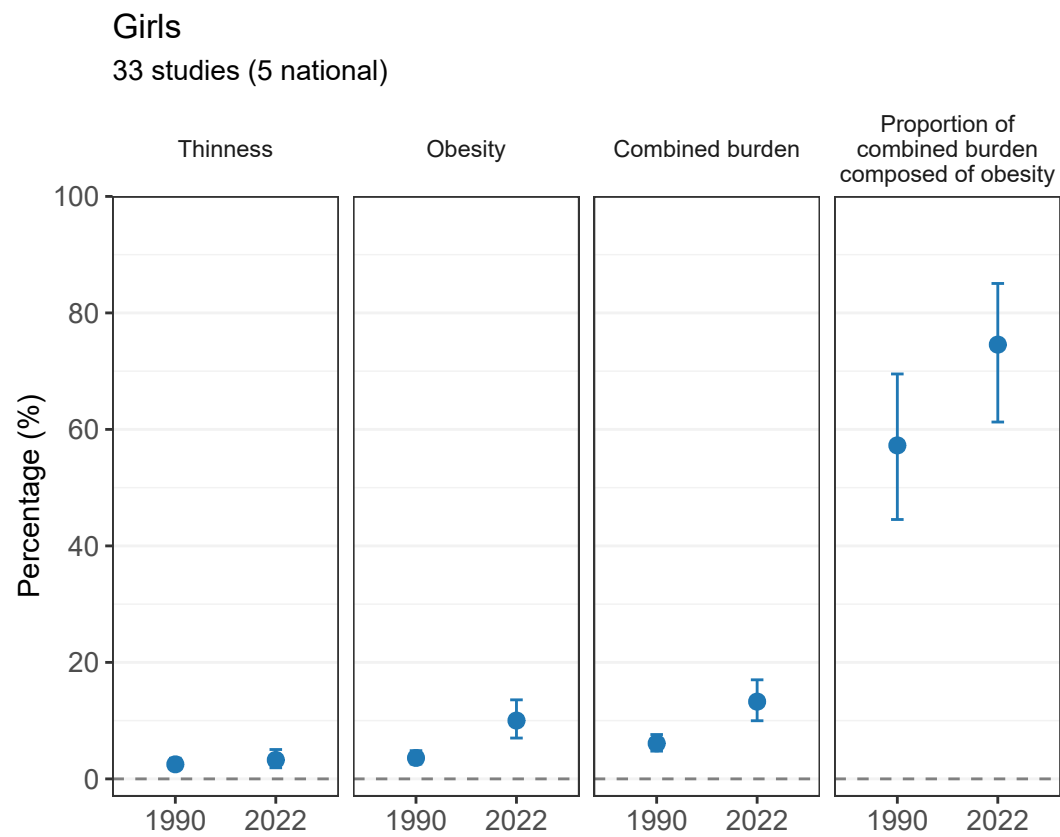 Girls
33 studies (5 national)
Thinness
Obesity
Combined burden
Proportion of
combined burden
composed of obesity
Percentage (%)
100
80
60
40
20
0
1990 2022
1990 2022
1990 2022
1990 2022